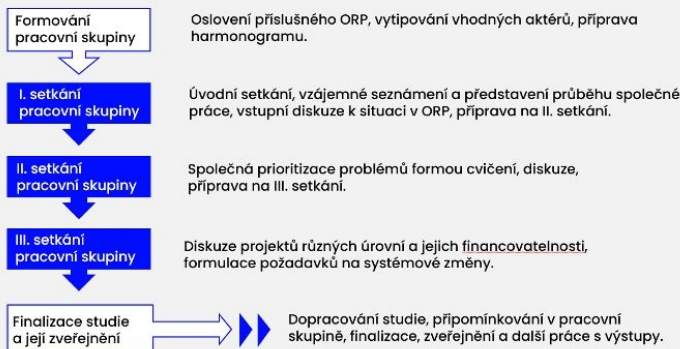 Formování
pracovní skupiny
Oslovení příslušného ORP, vytipování vhodných aktérů, příprava
harmonogramu.
I. setkání
pracovní skupiny
Úvodní setkání, vzájemné seznámení a představení průběhu společné
práce, vstupní diskuze k situaci v ORP, příprava na II. setkání.
II. setkání
pracovní skupiny
Společná prioritizace problémů formou cvičení, diskuze,
příprava na III. setkání.
III. setkání
pracovní skupiny
Diskuze projektů různých úrovní a jejich financovatelnosti,
formulace požadavků na systémové změny.
Finalizace studie
a její zveřejnění
Dopracování studie, připomínkování v pracovní
skupině, finalizace, zveřejnění a další práce s výstupy.